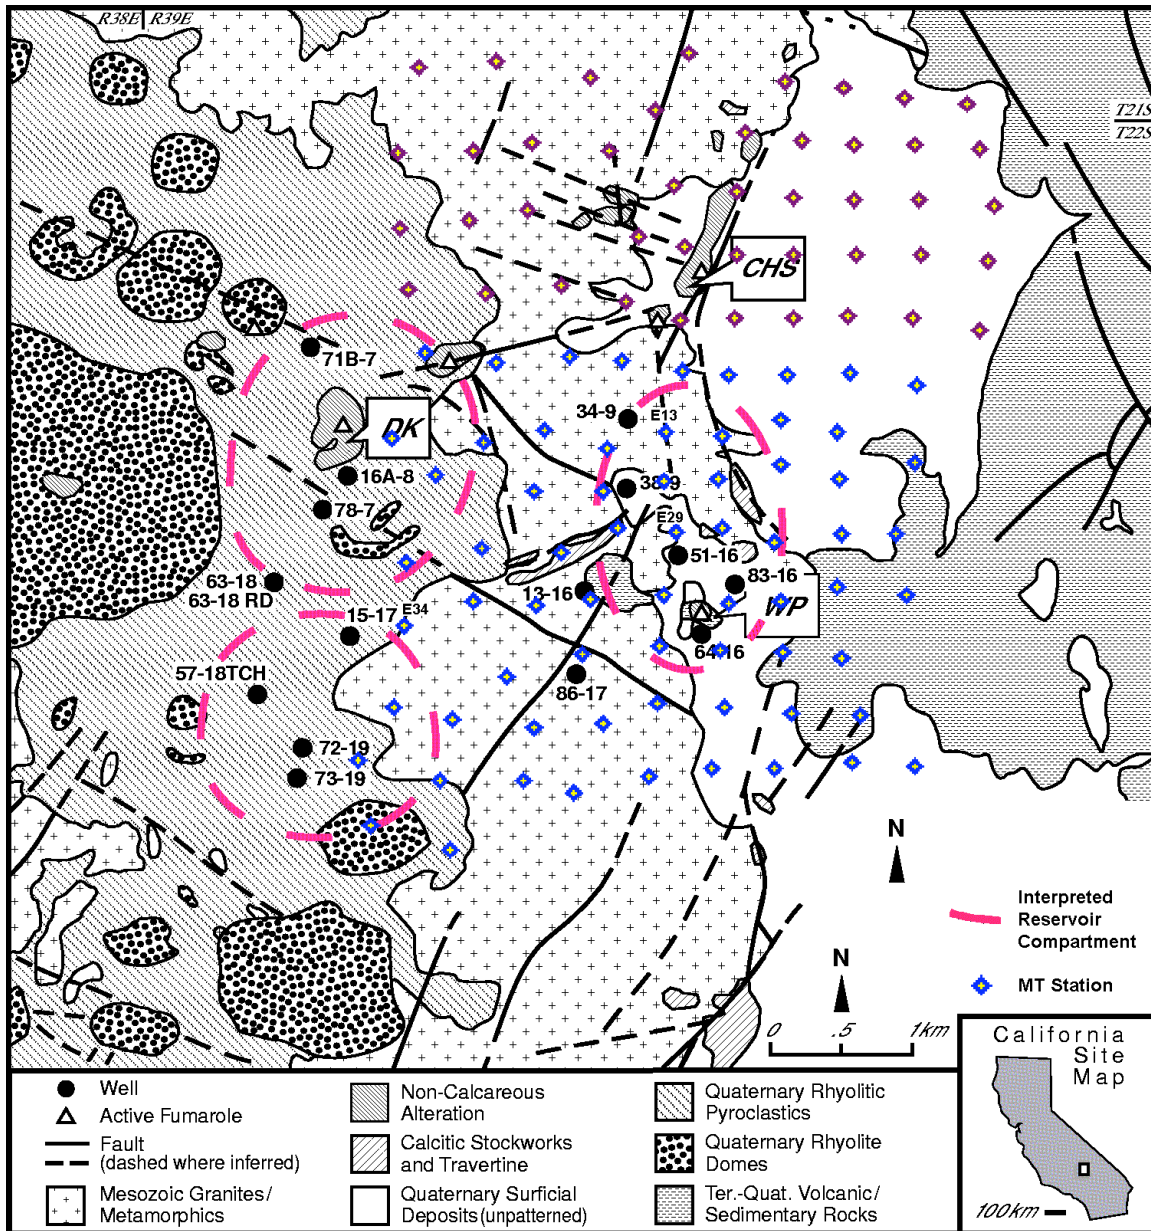 R38E R39E
T21S
T22S
CHS
71B-7
34-9
E13
DK
16A-8
38-9
78-7
E29
51-16
63-18
63-18 RD
83-16
13-16
WP
15-17
E34
64-16
57-18TCH
86-17
72-19
73-19
N
Interpreted
Reservoir
Compartment
N
MT Station
0 .5 1km
California
Site
Map
100km
Well
Active Fumarole
Fault
(dashed where inferred)
Mesozoic Granites/
Metamorphics
Non-Calcareous
Alteration
Calcitic Stockworks
and Travertine
Quaternary Surficial
Deposits (unpatterned)
Quaternary Rhyolitic
Pyroclastics
Quaternary Rhyolite
Domes
Ter.-Quat. Volcanic/
Sedimentary Rocks